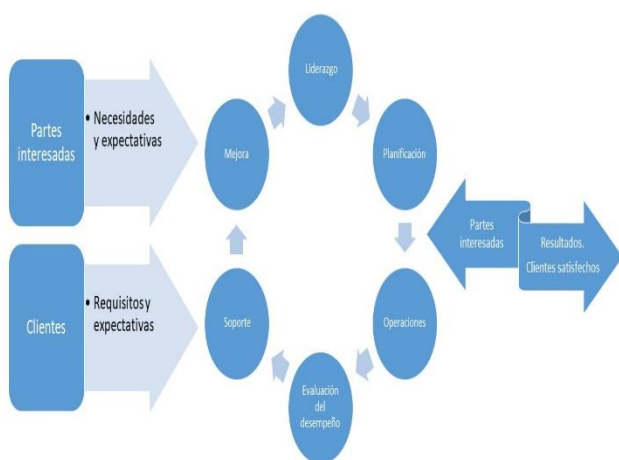 Partes
interesadas
• Necesidades
y expectativas
Clientes
• Requisitos y
expectativas
Liderazgo
Planificación
Operaciones
Evaluación
del
desempeño
Soporte
Mejora
Partes
interesadas
Resultados.
Clientes satisfechos